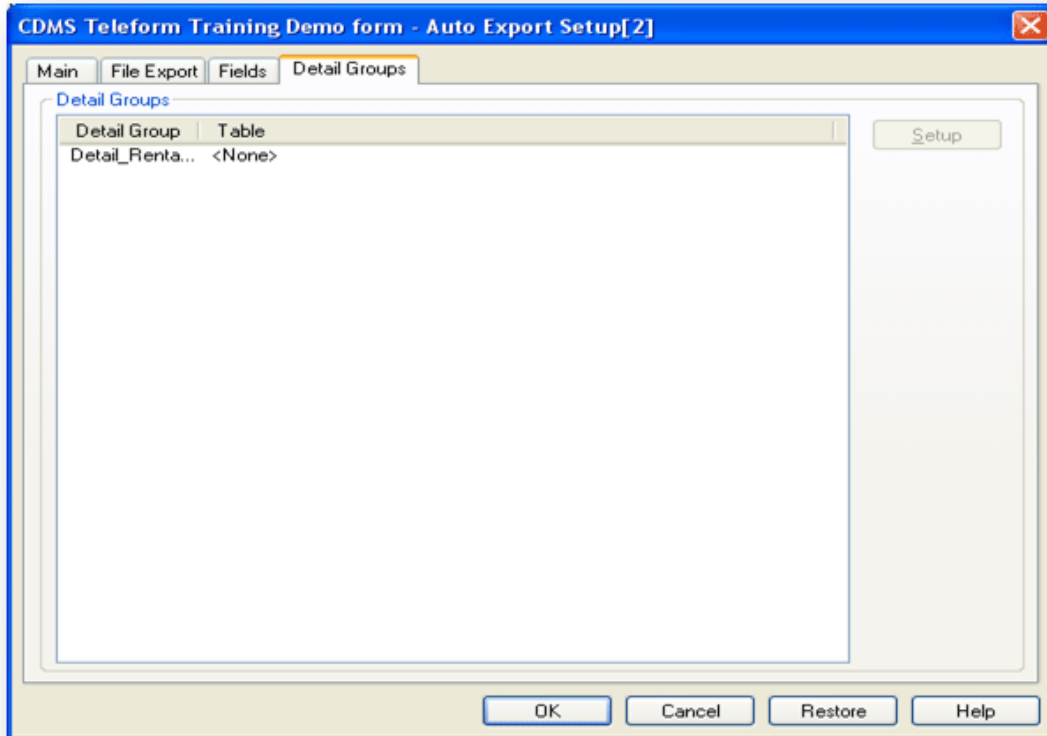 CDMS Teleform Training Demo form - Auto Export Setup[2]
Main File Export Fields Detail Groups
Detail Groups
Detail Group Table
Setup
Detail_Renta... <None>
OK Cancel Restore Help